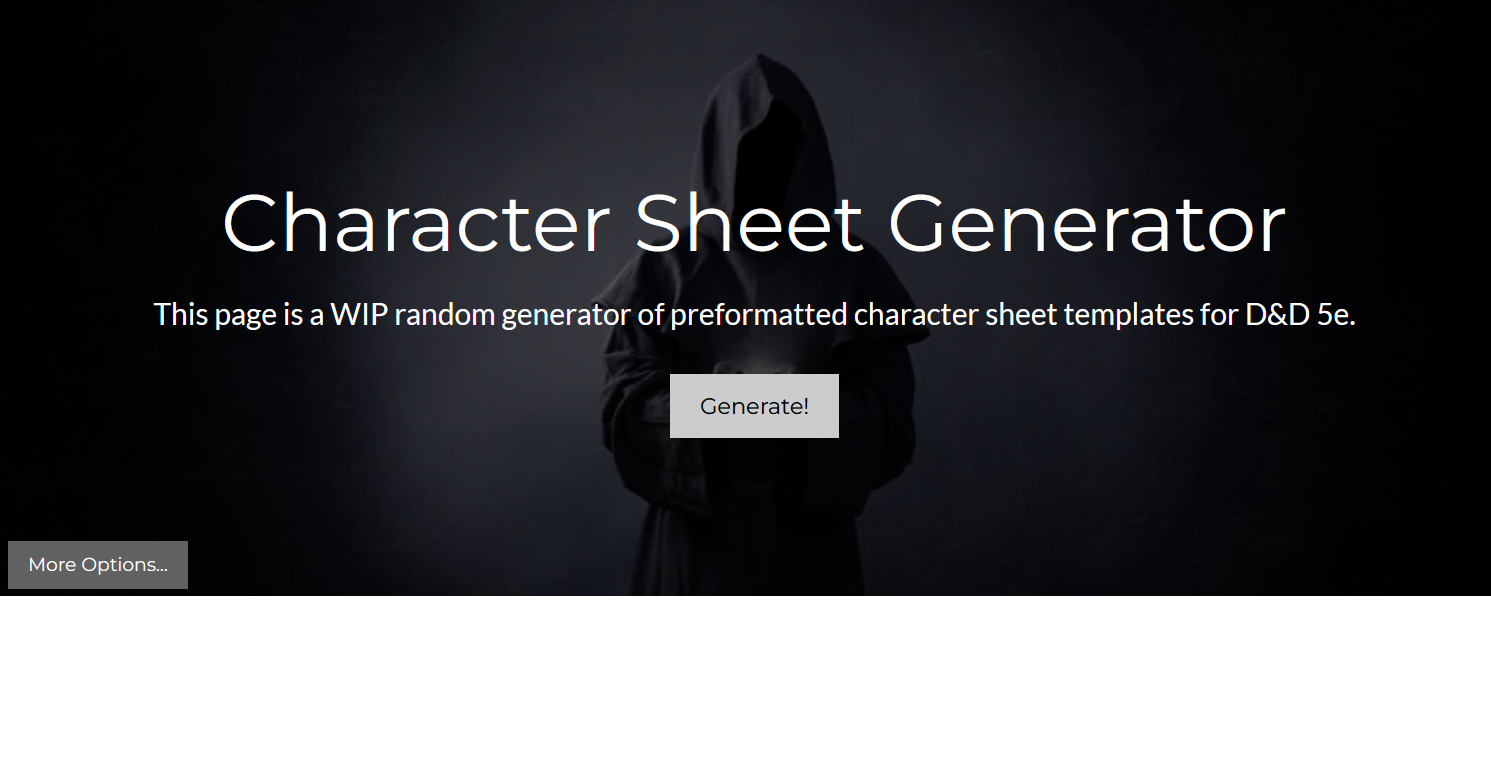 Character Sheet Generator
This page is a WIP random generator of preformatted character sheet templates for D&D 5e.
Generate!
More Options...